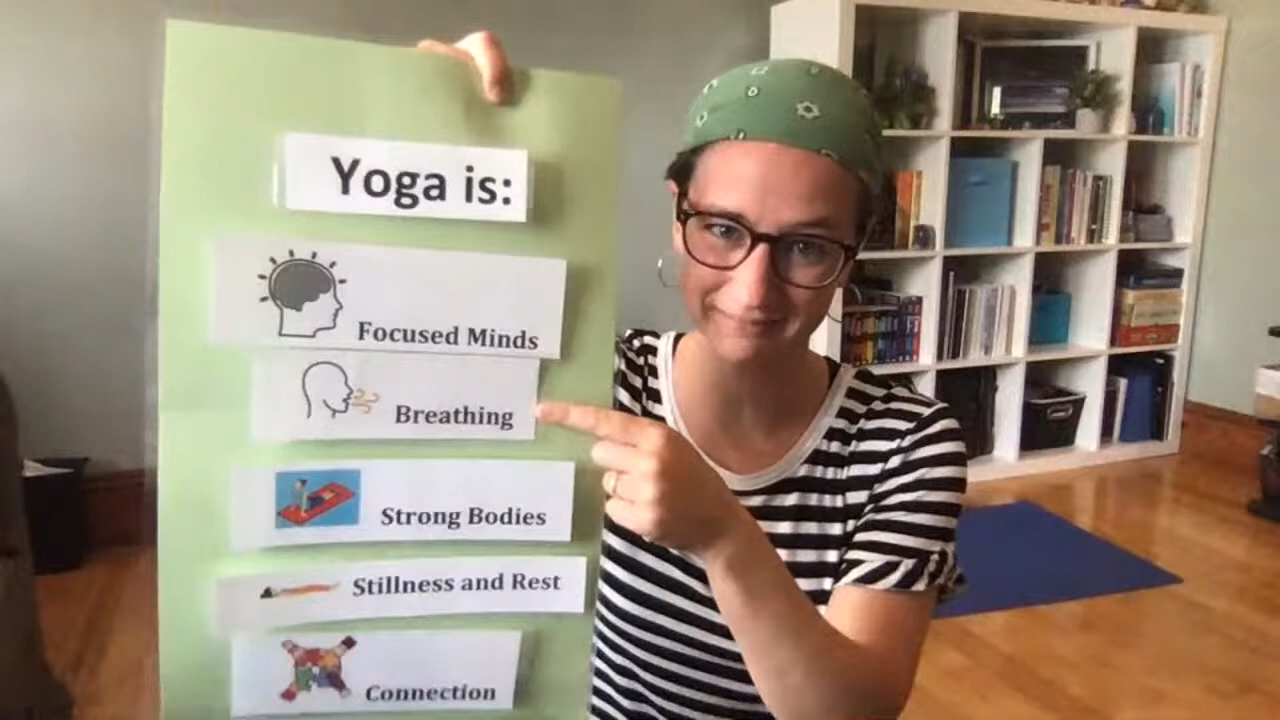 Yoga is:
Focused Minds
Breathing
Strong Bodies
Stillness and Rest
Connection